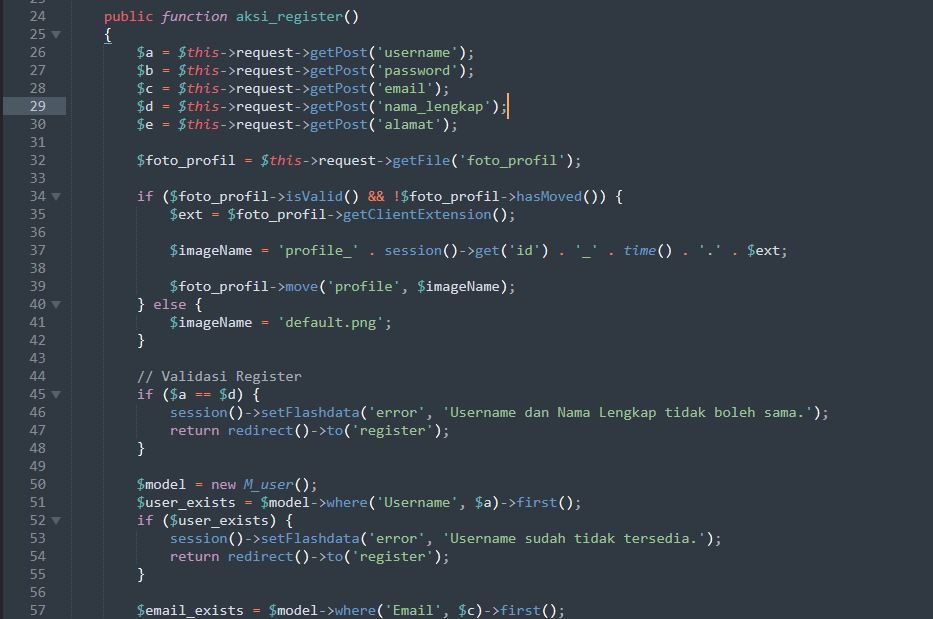 24 public function aksi_register()
25 {
26 $a = $this->request->getPost('username');
27 $b = $this->request->getPost('password');
28 $c = $this->request->getPost('email');
29 $d = $this->request->getPost('nama_lengkap');
30 $e = $this->request->getPost('alamat');
31
32 $foto_profil = $this->request->getFile('foto_profil');
33
34 if ($foto_profil->isValid() && !$foto_profil->hasMoved()) {
35 $ext = $foto_profil->getClientExtension();
36
37 $imageName = 'profile_' . session()->get('id') . '_' . time() . '.' . $ext;
38
39 $foto_profil->move('profile', $imageName);
40 } else {
41 $imageName = 'default.png';
42 }
43
44 // Validasi Register
45 if ($a == $d) {
46 session()->setFlashdata('error', 'Username dan Nama Lengkap tidak boleh sama.');
47 return redirect()->to('register');
48 }
49
50 $model = new M_user();
51 $user_exists = $model->where('Username', $a)->first();
52 if ($user_exists) {
53 session()->setFlashdata('error', 'Username sudah tidak tersedia.');
54 return redirect()->to('register');
55 }
56
57 $email_exists = $model->where('Email', $c)->first();